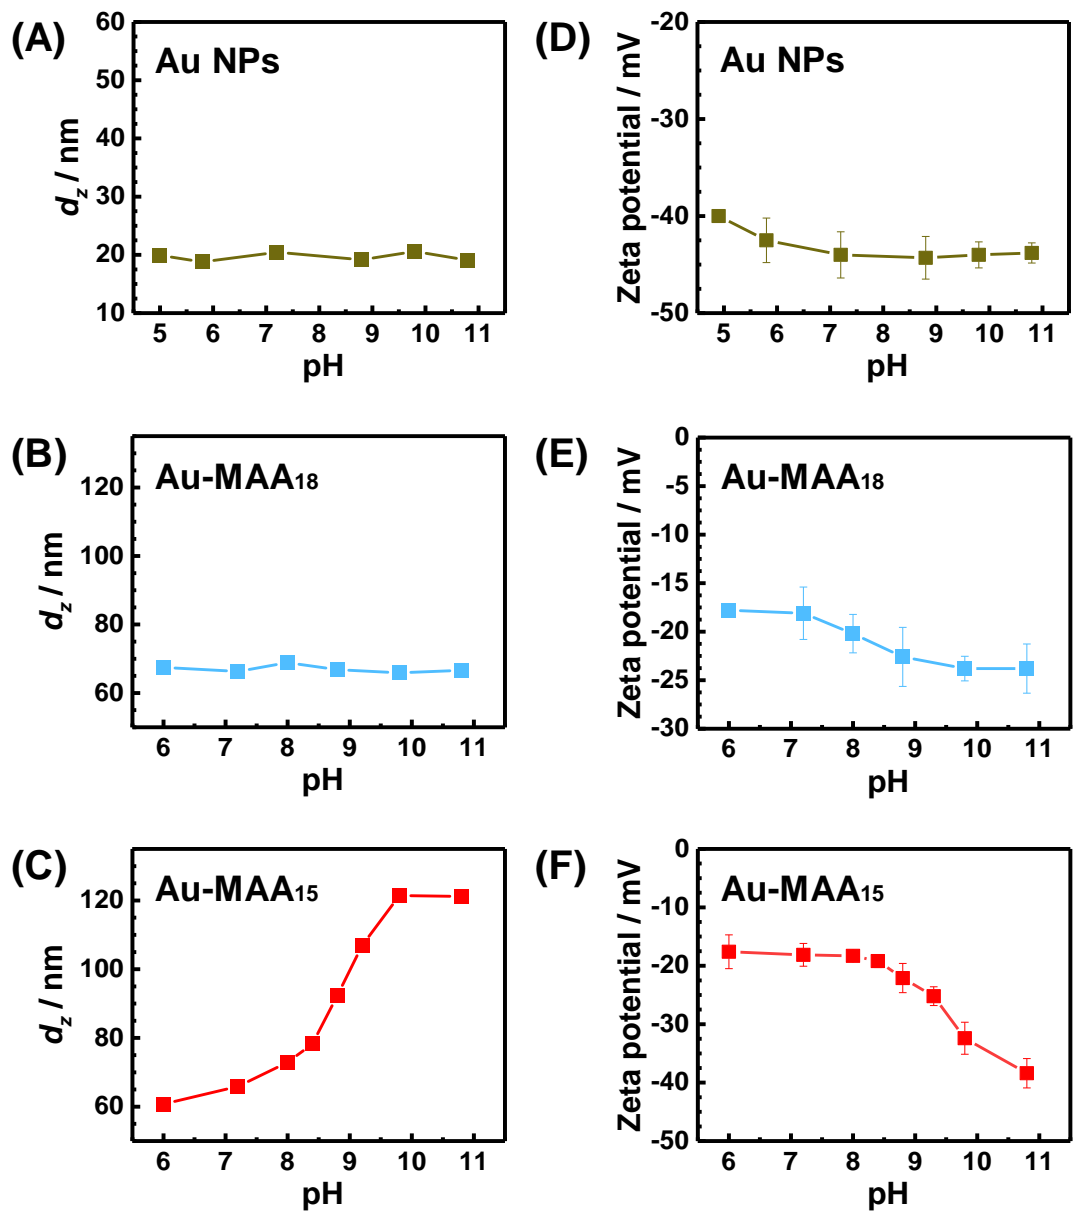 (A)
Au NPs
60
50
40
30
20
10
d_z / nm
5 6 7 8 9 10 11
pH
(D)
Au NPs
-20
-30
-40
-50
Zeta potential / mV
5 6 7 8 9 10 11
pH
(B)
Au-MAA18
120
100
80
60
d_z / nm
6 7 8 9 10 11
pH
(E)
Au-MAA18
0
-5
-10
-15
-20
-25
-30
Zeta potential / mV
6 7 8 9 10 11
pH
(C)
Au-MAA15
120
100
80
60
d_z / nm
6 7 8 9 10 11
pH
(F)
Au-MAA15
0
-10
-20
-30
-40
-50
Zeta potential / mV
6 7 8 9 10 11
pH